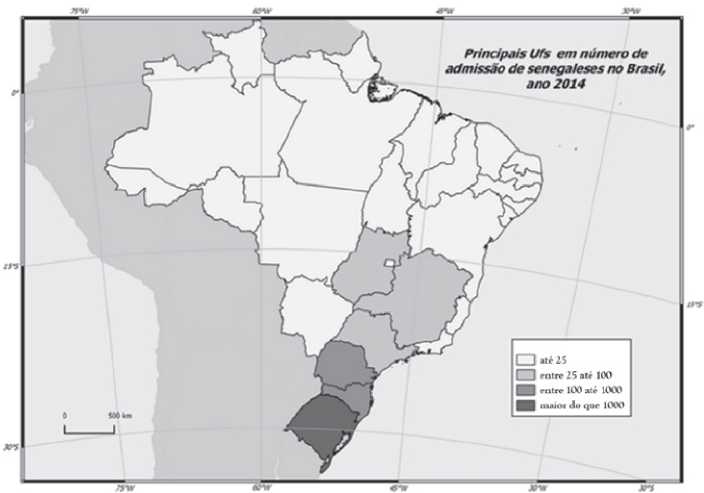 75°W 60°W 45°W 30°W
Principais Ufs em número de
admissão de senegaleses no Brasil,
ano 2014
0° 0°
15°S 15°S
até 25
entre 25 até 100
entre 100 até 1000
maior do que 1000
0 500 km
30°S
75°W 60°W 45°W 30°W 30°S